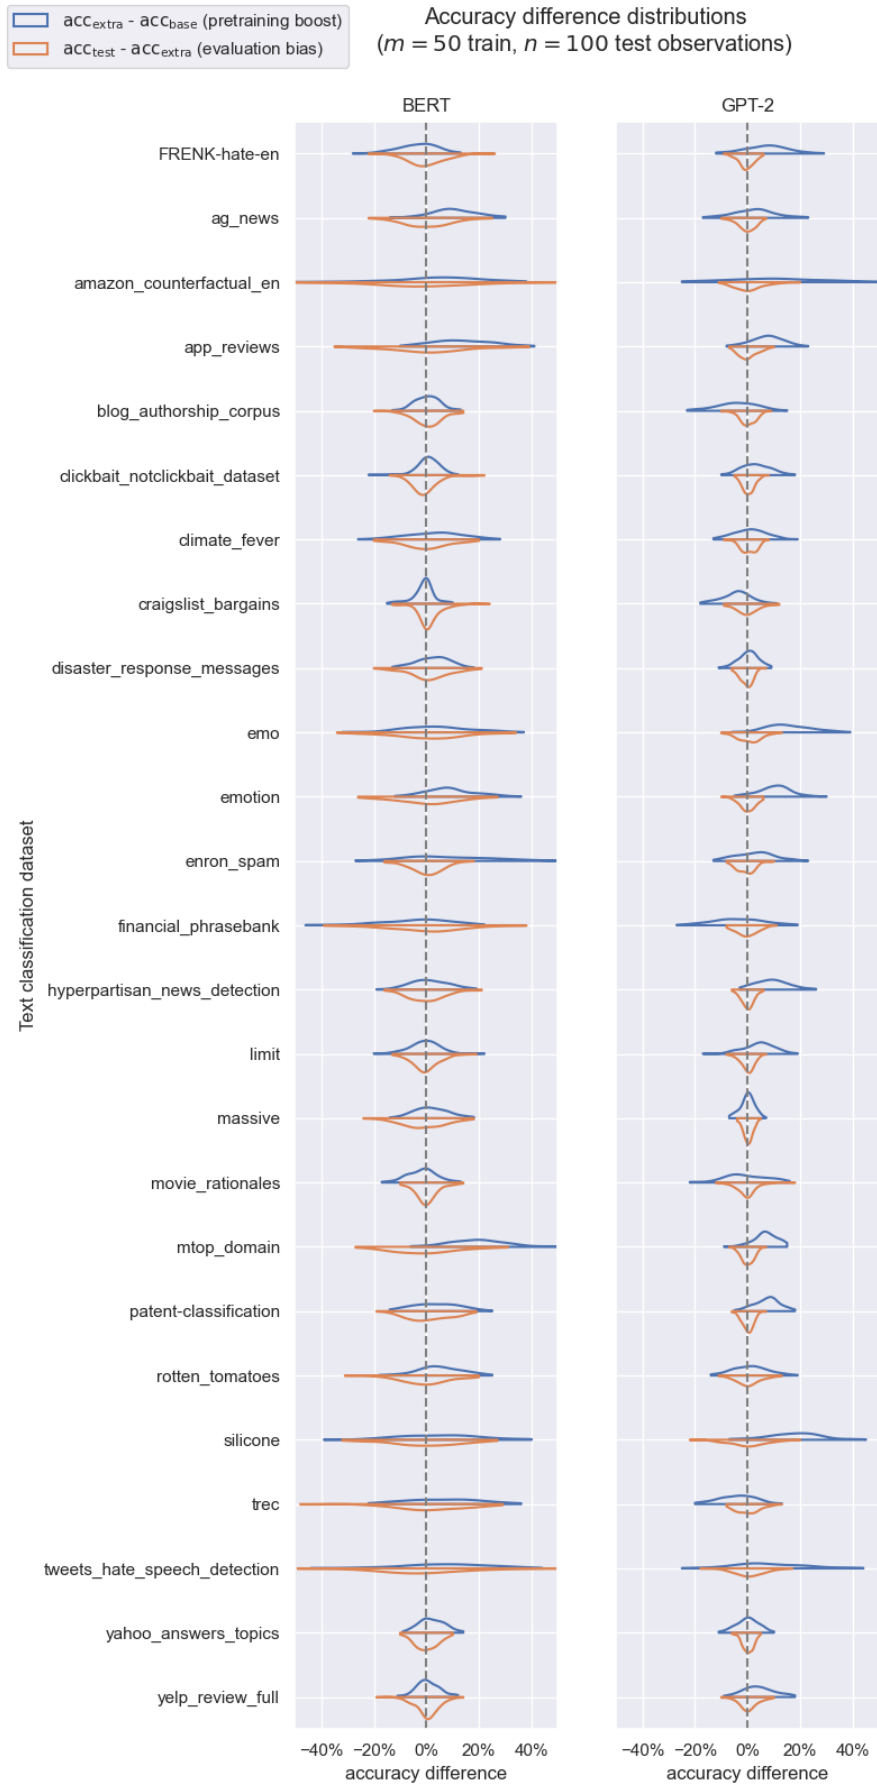 acc_extra - acc_base (pretraining boost)
acc_test - acc_extra (evaluation bias)
Accuracy difference distributions
(m = 50 train, n = 100 test observations)
BERT
GPT-2
Text classification dataset
FRENK-hate-en
ag_news
amazon_counterfactual_en
app_reviews
blog_authorship_corpus
clickbait_notclickbait_dataset
climate_fever
craigslist_bargains
disaster_response_messages
emo
emotion
enron_spam
financial_phrasebank
hyperpartisan_news_detection
limit
massive
movie_rationales
mtop_domain
patent-classification
rotten_tomatoes
silicone
trec
tweets_hate_speech_detection
yahoo_answers_topics
yelp_review_full
−40% −20% 0% 20% 40%
accuracy difference
−40% −20% 0% 20% 40%
accuracy difference